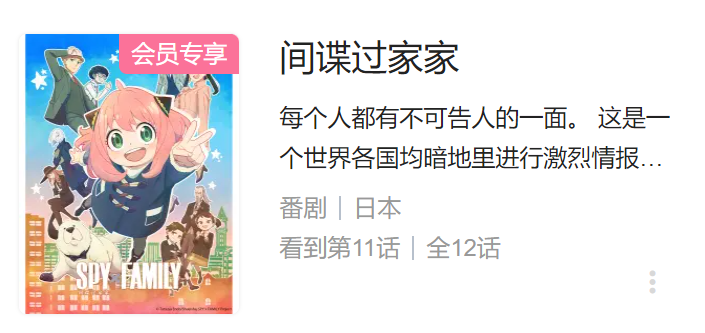 会员专享
间谍过家家
每个人都有不可告人的一面。 这是一
个世界各国均暗地里进行激烈情报...
番剧｜日本
看到第11话｜全12话
SPY FAMILY